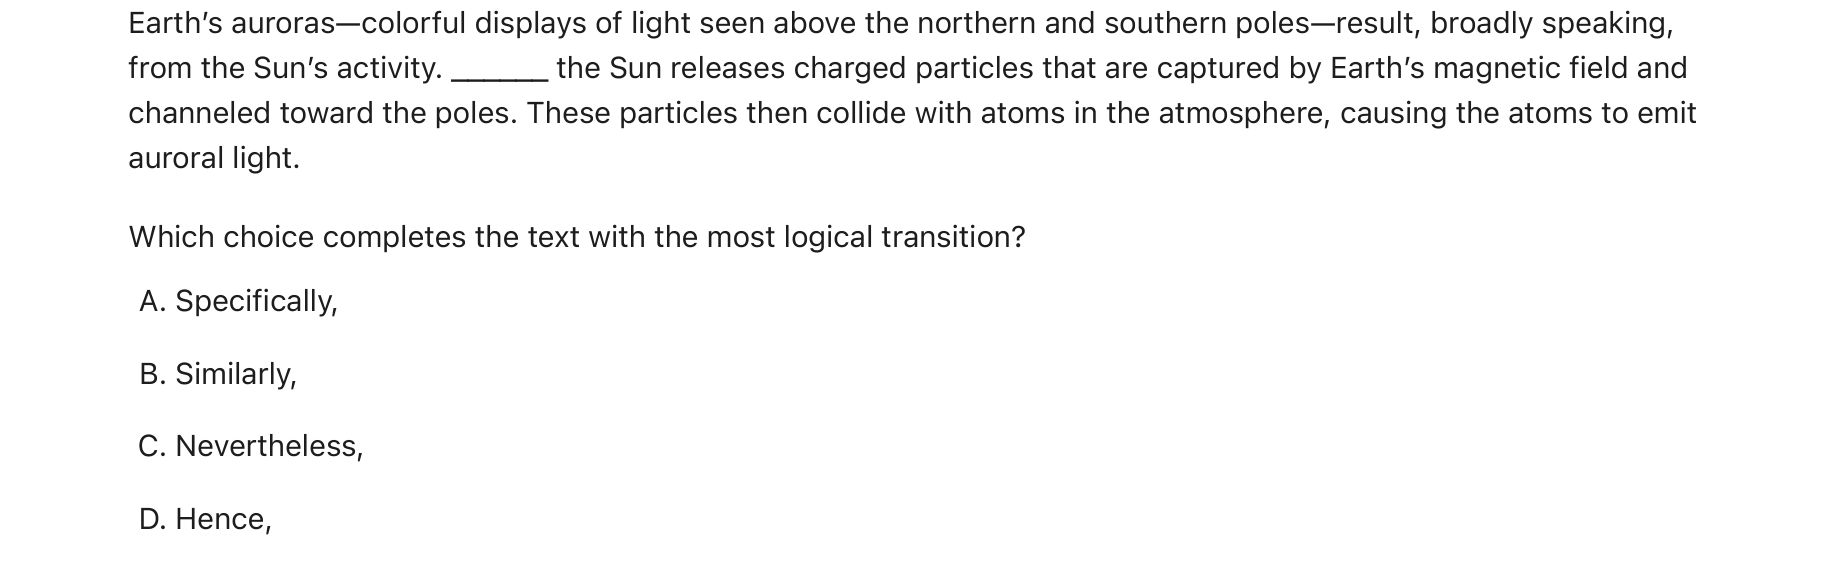 Earth’s auroras—colorful displays of light seen above the northern and southern poles—result, broadly speaking,
from the Sun’s activity. ______ the Sun releases charged particles that are captured by Earth’s magnetic field and
channeled toward the poles. These particles then collide with atoms in the atmosphere, causing the atoms to emit
auroral light.
Which choice completes the text with the most logical transition?
A. Specifically,
B. Similarly,
C. Nevertheless,
D. Hence,